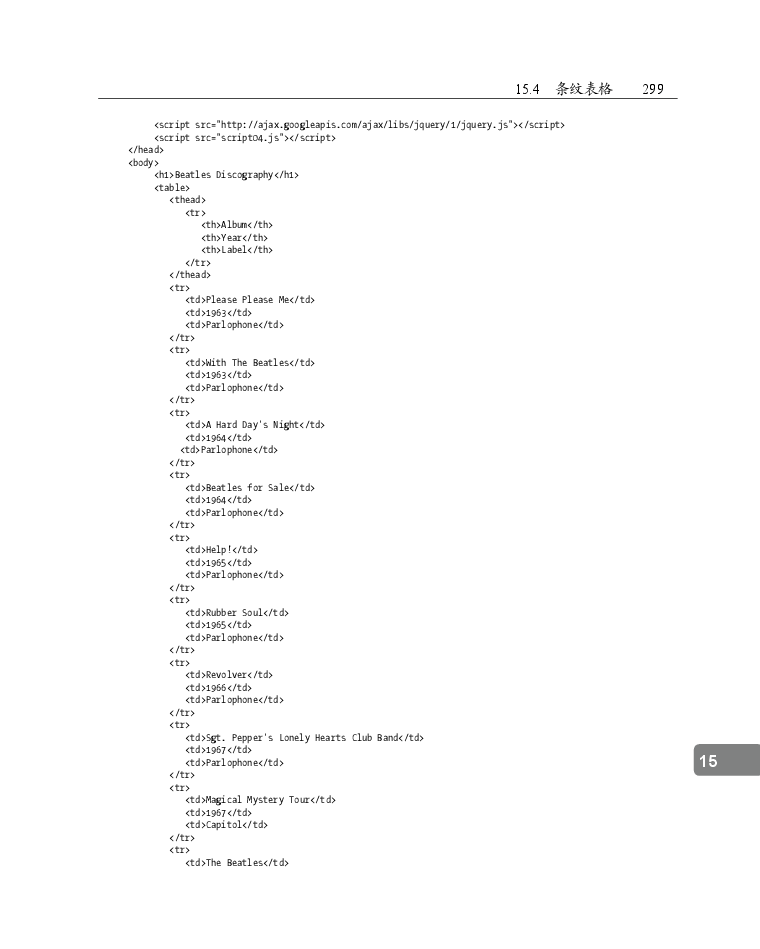 15.4 条纹表格 299
<script src="http://ajax.googleapis.com/ajax/libs/jquery/1/jquery.js"></script>
<script src="script04.js"></script>
</head>
<body>
<h1>Beatles Discography</h1>
<table>
<thead>
<tr>
<th>Album</th>
<th>Year</th>
<th>Label</th>
</tr>
</thead>
<tr>
<td>Please Please Me</td>
<td>1963</td>
<td>Parlophone</td>
</tr>
<tr>
<td>With The Beatles</td>
<td>1963</td>
<td>Parlophone</td>
</tr>
<tr>
<td>A Hard Day's Night</td>
<td>1964</td>
<td>Parlophone</td>
</tr>
<tr>
<td>Beatles for Sale</td>
<td>1964</td>
<td>Parlophone</td>
</tr>
<tr>
<td>Help!</td>
<td>1965</td>
<td>Parlophone</td>
</tr>
<tr>
<td>Rubber Soul</td>
<td>1965</td>
<td>Parlophone</td>
</tr>
<tr>
<td>Revolver</td>
<td>1966</td>
<td>Parlophone</td>
</tr>
<tr>
<td>Sgt. Pepper's Lonely Hearts Club Band</td>
<td>1967</td>
<td>Parlophone</td>
</tr>
<tr>
<td>Magical Mystery Tour</td>
<td>1967</td>
<td>Capitol</td>
</tr>
<tr>
<td>The Beatles</td>
15